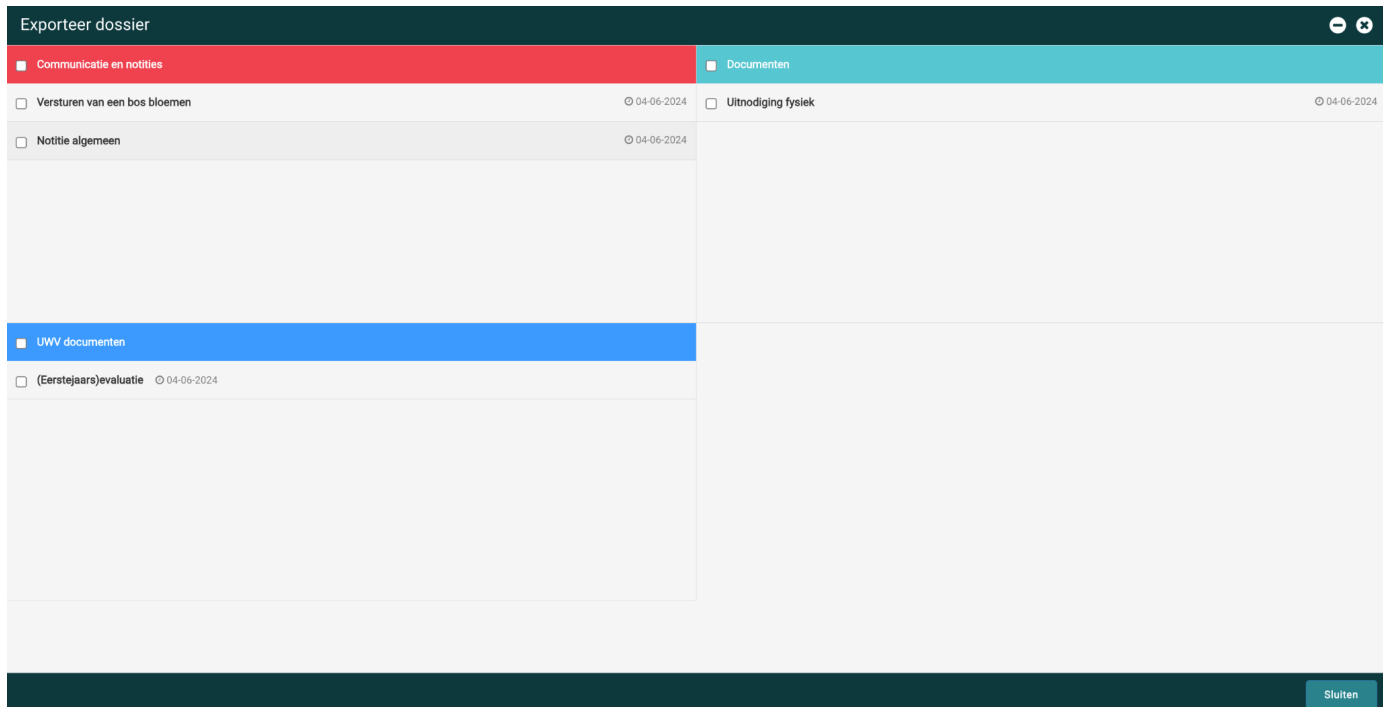 Exporteer dossier
Communicatie en notities
Versturen van een bos bloemen 04-06-2024
Notitie algemeen 04-06-2024
Documenten
Uitnodiging fysiek 04-06-2024
UWV documenten
(Eerstejaars)evaluatie 04-06-2024
Sluiten